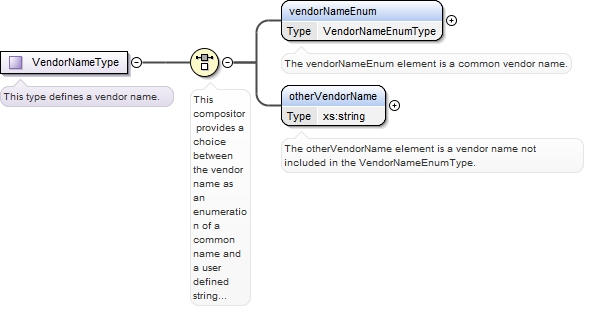 VendorNameType
This type defines a vendor name.
This
compositor
provides a
choice
between
the vendor
name as
an
enumeratio
n of a
common
name and
a user
defined
string...
vendorNameEnum
Type VendorNameEnumType
The vendorNameEnum element is a common vendor name.
otherVendorName
Type xs:string
The otherVendorName element is a vendor name not
included in the VendorNameEnumType.